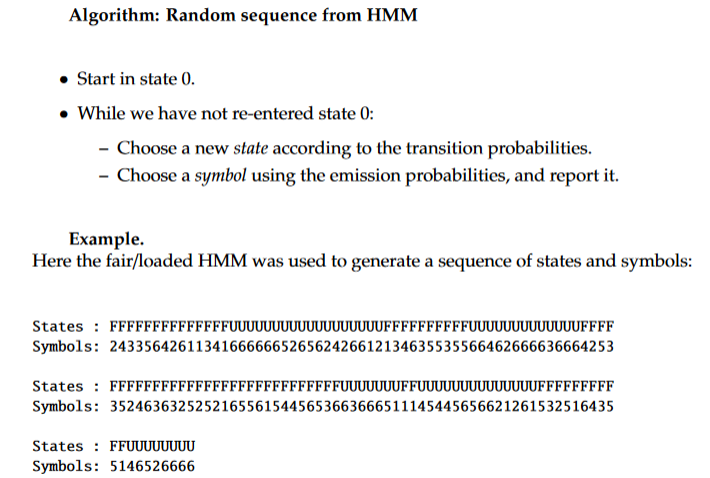 Algorithm: Random sequence from HMM
• Start in state 0.
• While we have not re-entered state 0:
– Choose a new state according to the transition probabilities.
– Choose a symbol using the emission probabilities, and report it.
Example.
Here the fair/loaded HMM was used to generate a sequence of states and symbols:
States : FFFFFFFFFFFFFFUUUUUUUUUUUUUUUUUUFFFFFFFFFFUUUUUUUUUUUUUFFFF
Symbols: 24335642611341666666526562426612134635535566462666636664253
States : FFFFFFFFFFFFFFFFFFFFFFFFFFFUUUUUUUFFUUUUUUUUUUUUUUFFFFFFFFF
Symbols: 35246363252521655615445653663666511145445656621261532516435
States : FFUUUUUUUU
Symbols: 5146526666